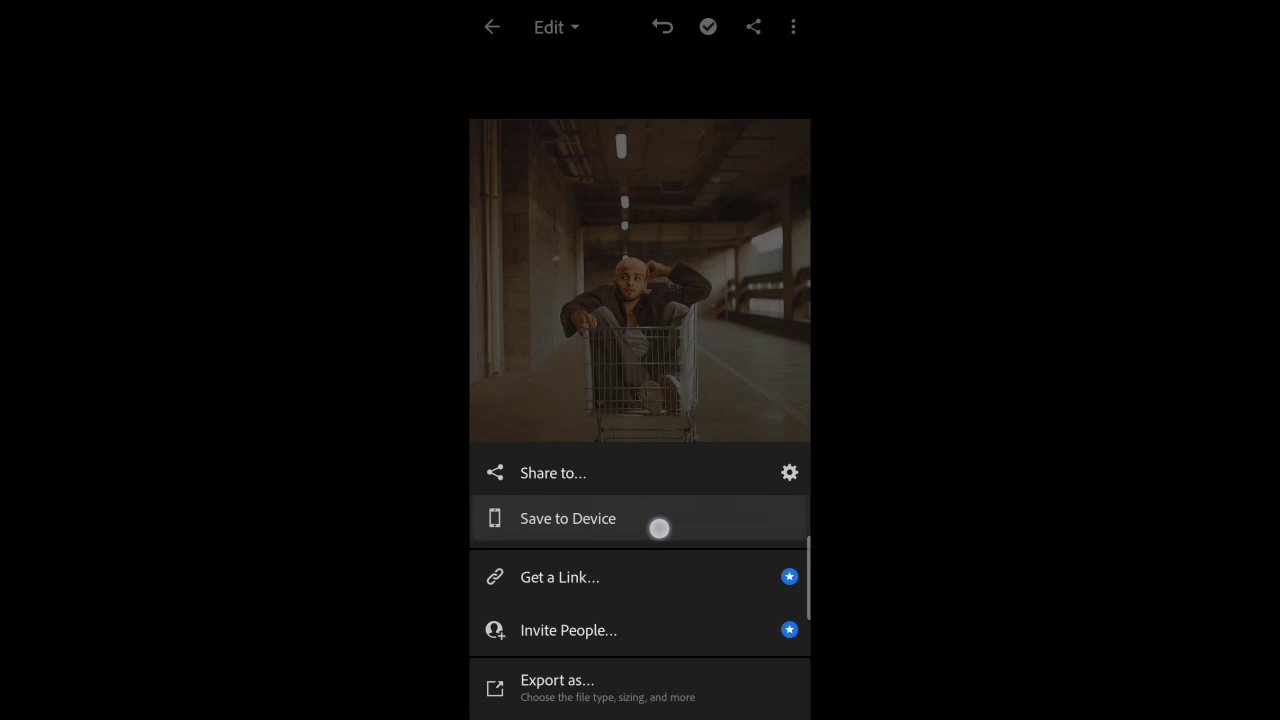 Edit
Share to...
Save to Device
Get a Link...
Invite People...
Export as...
Choose the file type, sizing, and more